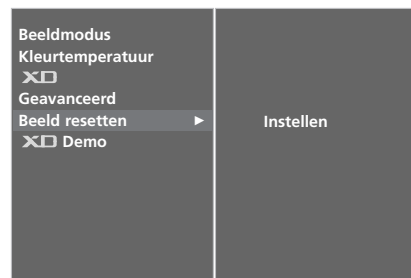 Beeldmodus
Kleurtemperatuur
XD
Geavanceerd
Beeld resetten ►
XD Demo
Instellen